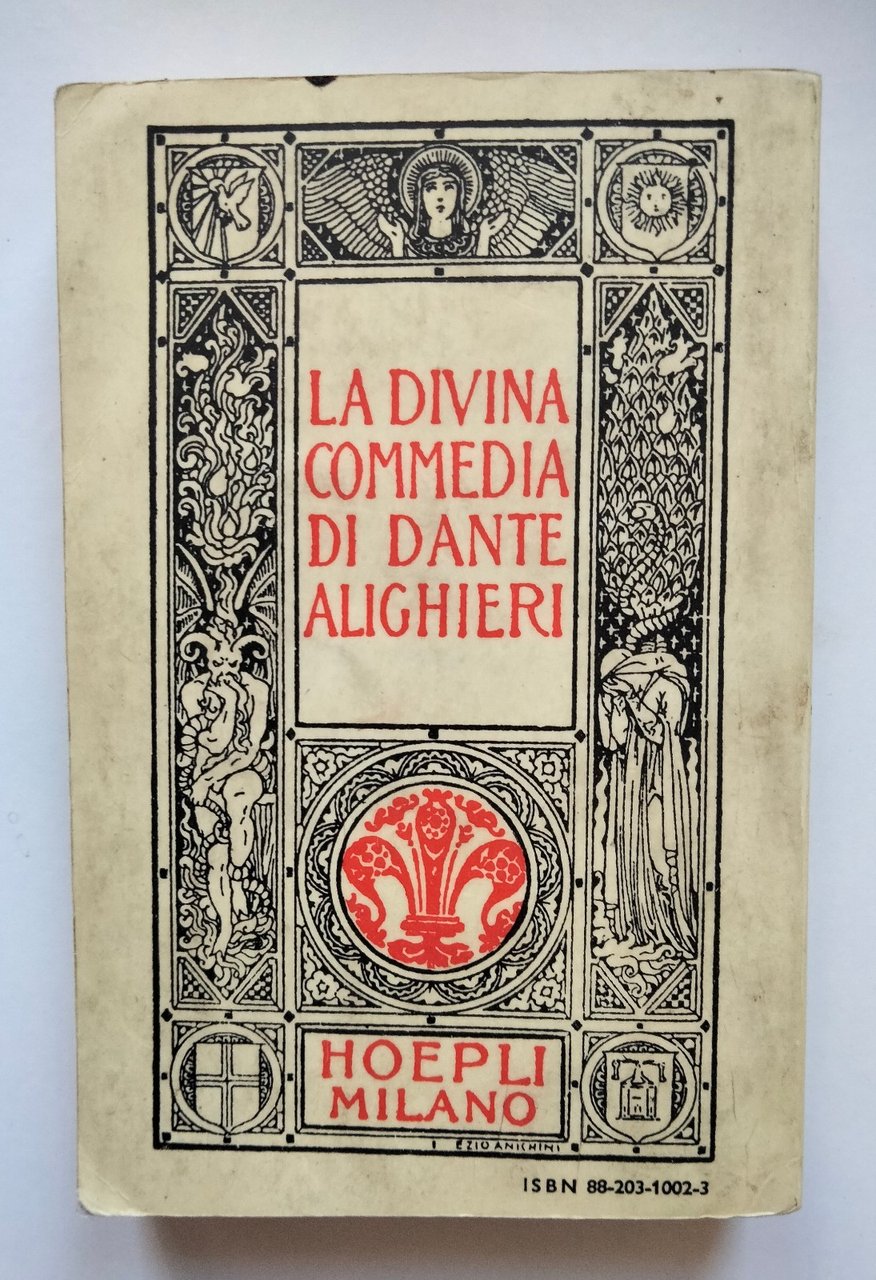 LA DIVINA
COMMEDIA
DI DANTE
ALIGHIERI
HOEPLI
MILANO
EZIO ANICHINI
ISBN 88-203-1002-3